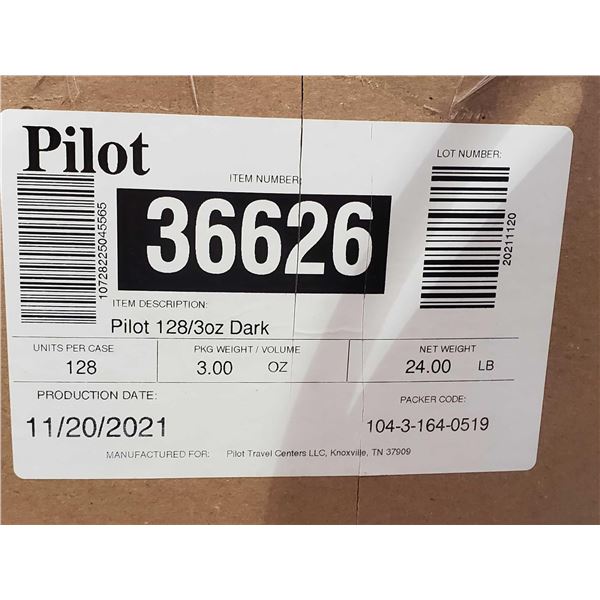 Pilot
ITEM NUMBER:
LOT NUMBER:
36626
10728225045565
20211120
ITEM DESCRIPTION:
Pilot 128/3oz Dark
UNITS PER CASE
PKG WEIGHT / VOLUME
NET WEIGHT
128
3.00 OZ
24.00 LB
PRODUCTION DATE:
PACKER CODE:
11/20/2021
104-3-164-0519
MANUFACTURED FOR: Pilot Travel Centers LLC, Knoxville, TN 37909